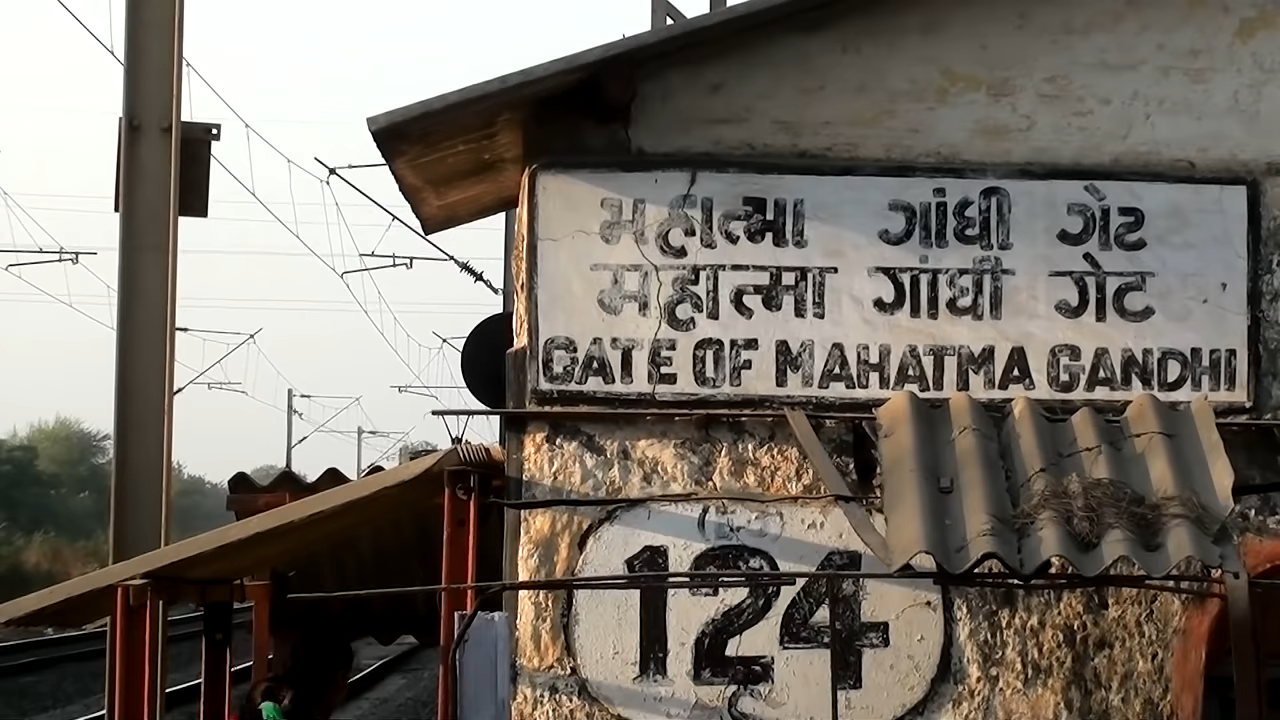 મહાત્મા ગાંધી ગેટ
महात्मा गांधी गेट
GATE OF MAHATMA GANDHI
124